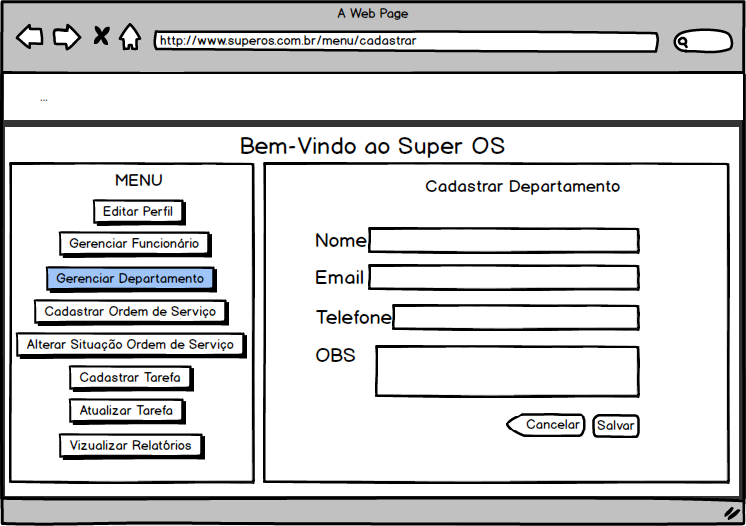 A Web Page
http://www.superos.com.br/menu/cadastrar
...
Bem-Vindo ao Super OS
MENU
Editar Perfil
Gerenciar Funcionário
Gerenciar Departamento
Cadastrar Ordem de Serviço
Alterar Situação Ordem de Serviço
Cadastrar Tarefa
Atualizar Tarefa
Vizualizar Relatórios
Cadastrar Departamento
Nome
Email
Telefone
OBS
Cancelar Salvar